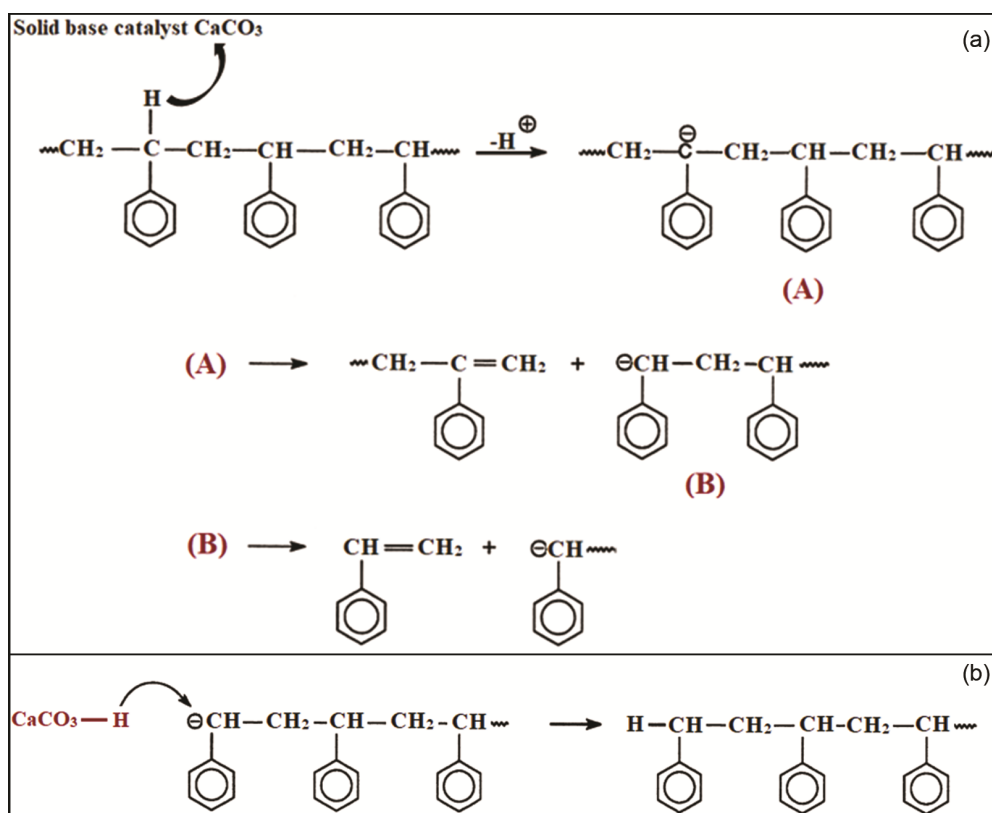 Solid base catalyst CaCO₃
(a)
H
CH₂ C CH₂ CH CH₂ CH -H⊕ CH₂ C⊖ CH₂ CH CH₂ CH
(A)
(A) CH₂ C =CH₂ + ⊖CH CH₂ CH
(B)
(B) CH=CH₂ + ⊖CH
(b)
CaCO₃—H ⊖CH CH₂ CH CH₂ CH H CH CH₂ CH CH₂ CH